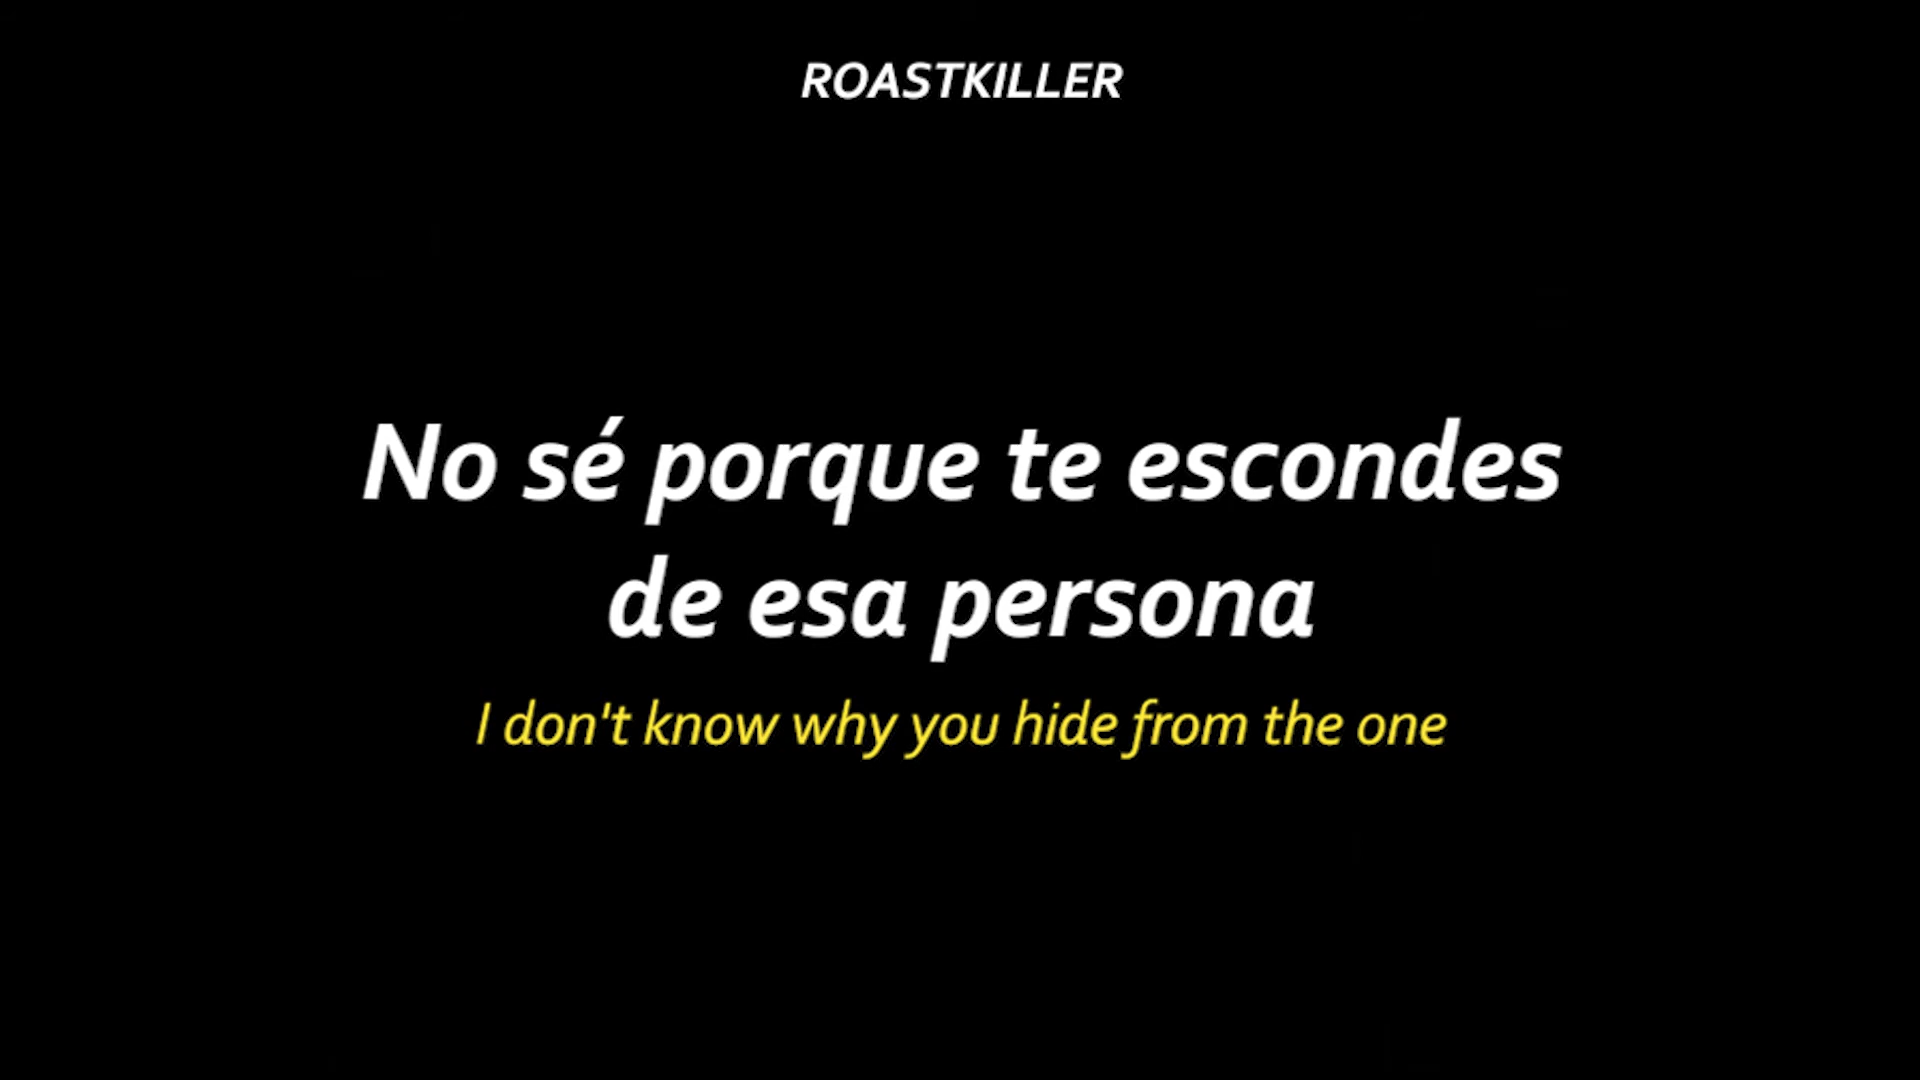 ROASTKILLER
No sé porque te escondes
de esa persona
I don't know why you hide from the one